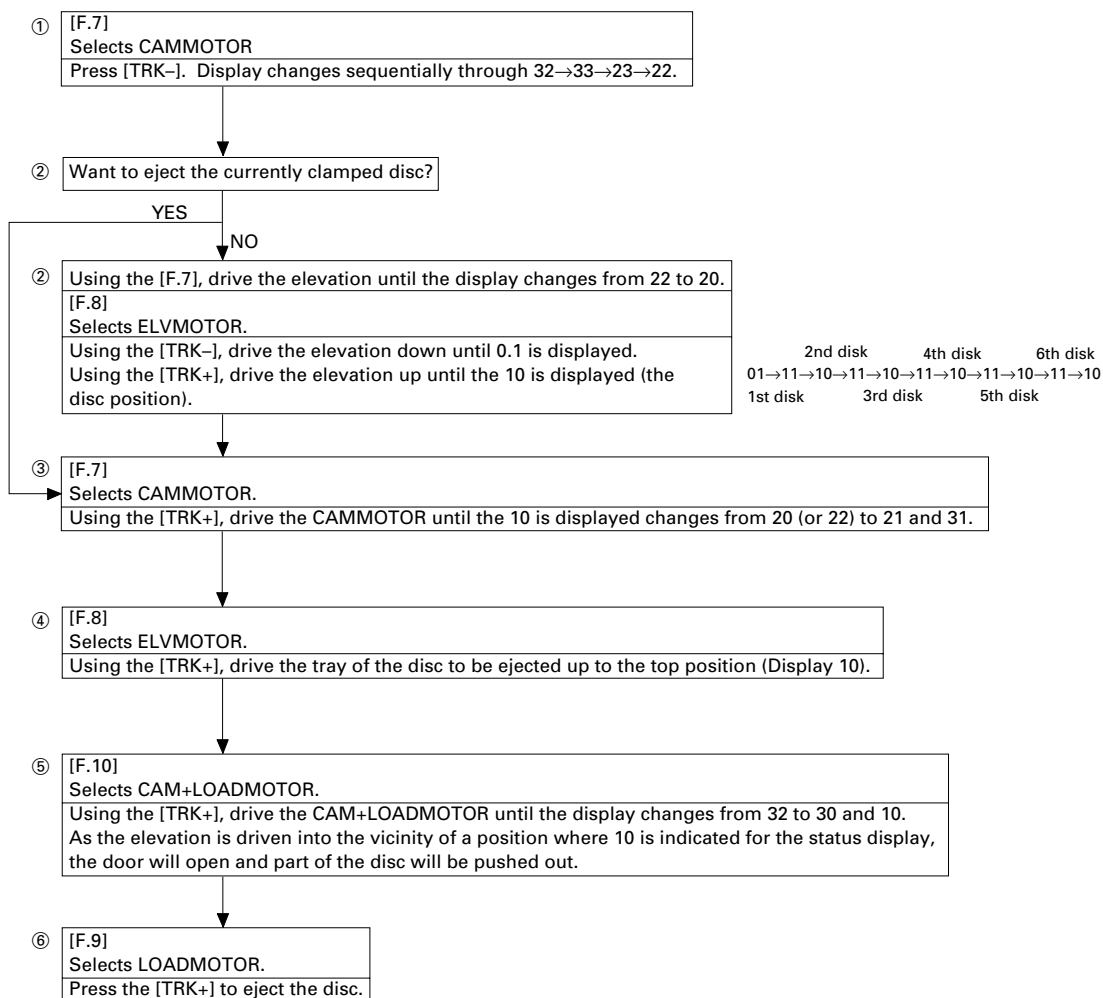 ① [F.7]
Selects CAMMOTOR
Press [TRK–].  Display changes sequentially through 32→33→23→22.
② Want to eject the currently clamped disc?
YES
NO
② Using the [F.7], drive the elevation until the display changes from 22 to 20.
[F.8]
Selects ELVMOTOR.
Using the [TRK–], drive the elevation down until 0.1 is displayed.
Using the [TRK+], drive the elevation up until the 10 is displayed (the
disc position).
2nd disk 4th disk 6th disk
01→11→10→11→10→11→10→11→10→11→10
1st disk 3rd disk 5th disk
③ [F.7]
Selects CAMMOTOR.
Using the [TRK+], drive the CAMMOTOR until the 10 is displayed changes from 20 (or 22) to 21 and 31.
④ [F.8]
Selects ELVMOTOR.
Using the [TRK+], drive the tray of the disc to be ejected up to the top position (Display 10).
⑤ [F.10]
Selects CAM+LOADMOTOR.
Using the [TRK+], drive the CAM+LOADMOTOR until the display changes from 32 to 30 and 10.
As the elevation is driven into the vicinity of a position where 10 is indicated for the status display,
the door will open and part of the disc will be pushed out.
⑥ [F.9]
Selects LOADMOTOR.
Press the [TRK+] to eject the disc.